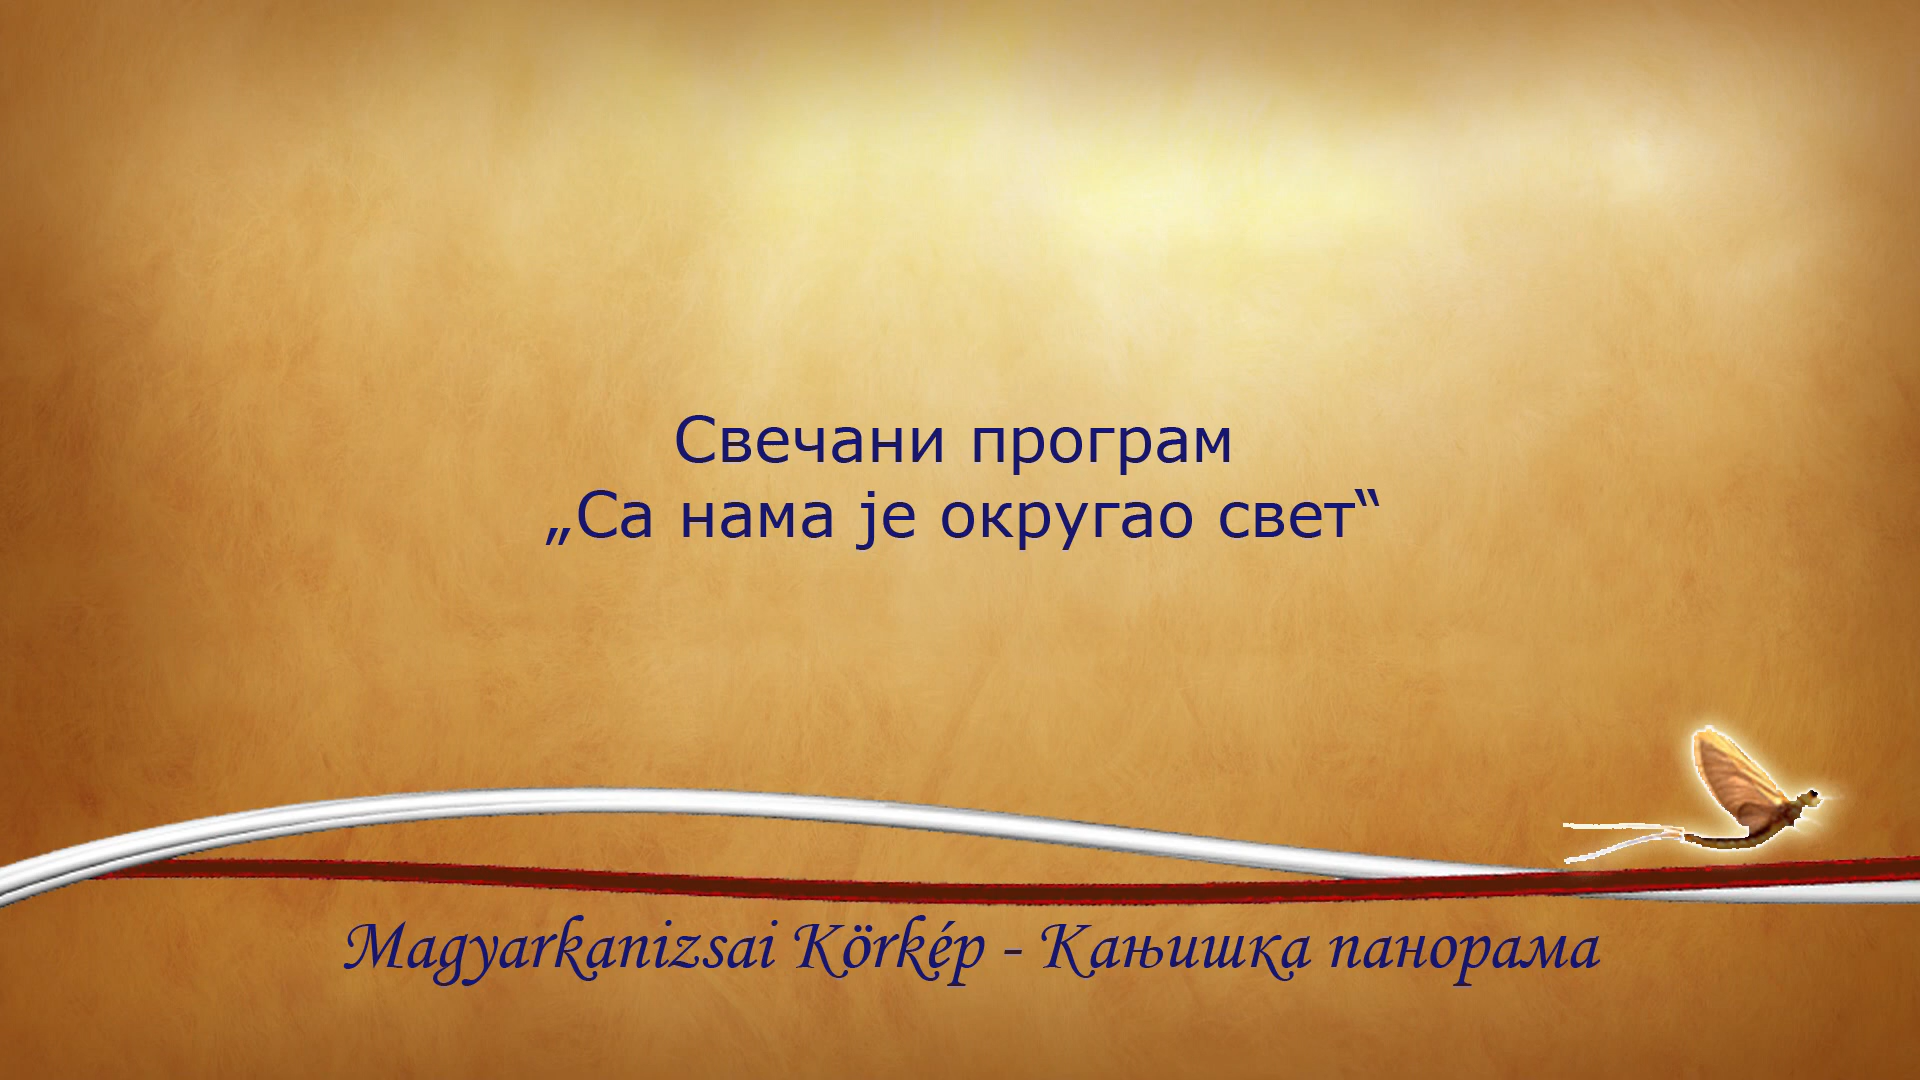 Свечани програм
„Са нама је округао свет“
Magyarkanizsai Körkép - Кањишка панорама